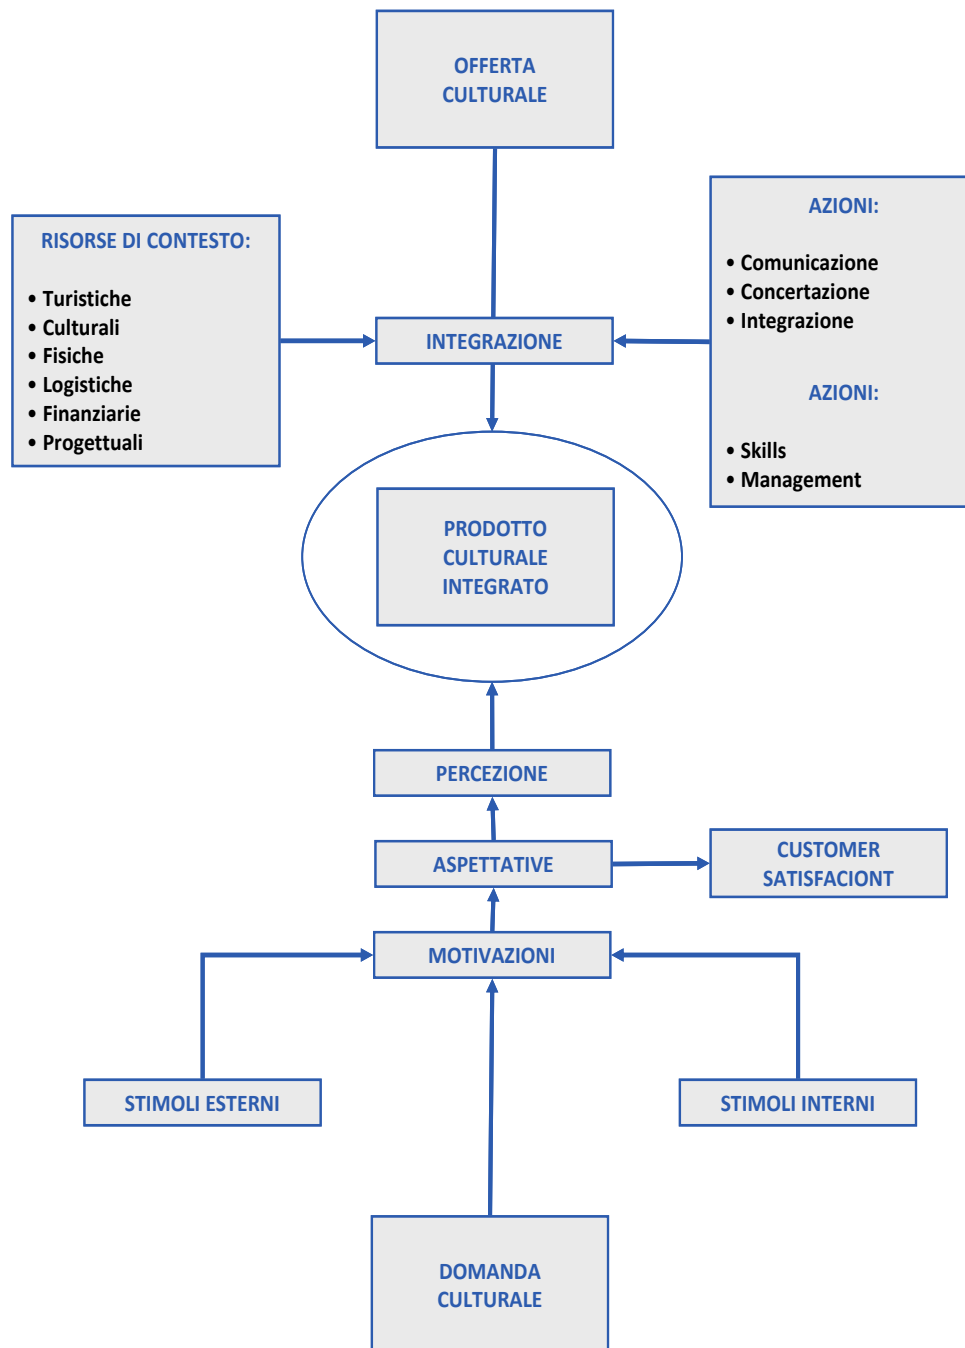 OFFERTA
CULTURALE
RISORSE DI CONTESTO:
• Turistiche
• Culturali
• Fisiche
• Logistiche
• Finanziarie
• Progettuali
INTEGRAZIONE
AZIONI:
• Comunicazione
• Concertazione
• Integrazione
AZIONI:
• Skills
• Management
PRODOTTO
CULTURALE
INTEGRATO
PERCEZIONE
ASPETTATIVE
CUSTOMER
SATISFACIONT
MOTIVAZIONI
STIMOLI ESTERNI
STIMOLI INTERNI
DOMANDA
CULTURALE